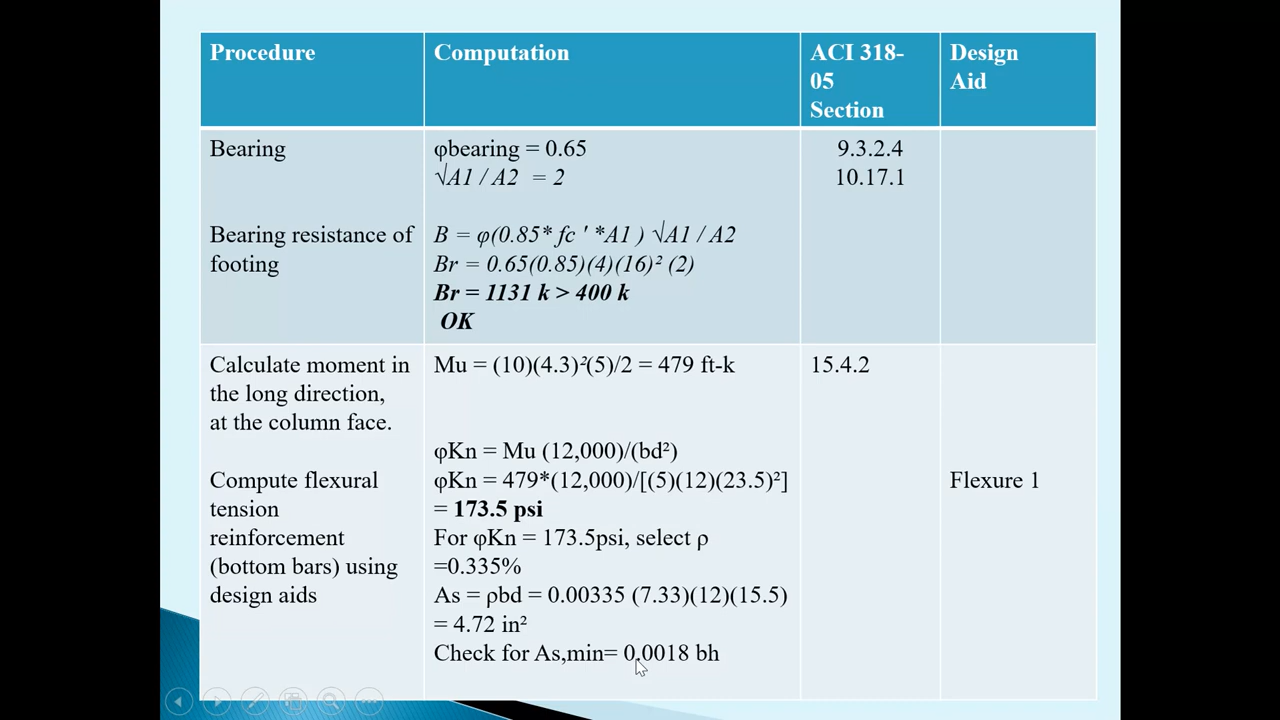 Procedure
Computation
ACI 318-
05
Section
Design
Aid
Bearing
φbearing = 0.65
√A1 / A2 = 2
9.3.2.4
10.17.1
Bearing resistance of
footing
B = φ(0.85* fc ' *A1 ) √A1 / A2
Br = 0.65(0.85)(4)(16)² (2)
Br = 1131 k > 400 k
OK
Calculate moment in
the long direction,
at the column face.
Mu = (10)(4.3)²(5)/2 = 479 ft-k
15.4.2
Compute flexural
tension
reinforcement
(bottom bars) using
design aids
φKn = Mu (12,000)/(bd²)
φKn = 479*(12,000)/[(5)(12)(23.5)²]
= 173.5 psi
For φKn = 173.5psi, select ρ
=0.335%
As = ρbd = 0.00335 (7.33)(12)(15.5)
= 4.72 in²
Check for As,min= 0.0018 bh
Flexure 1